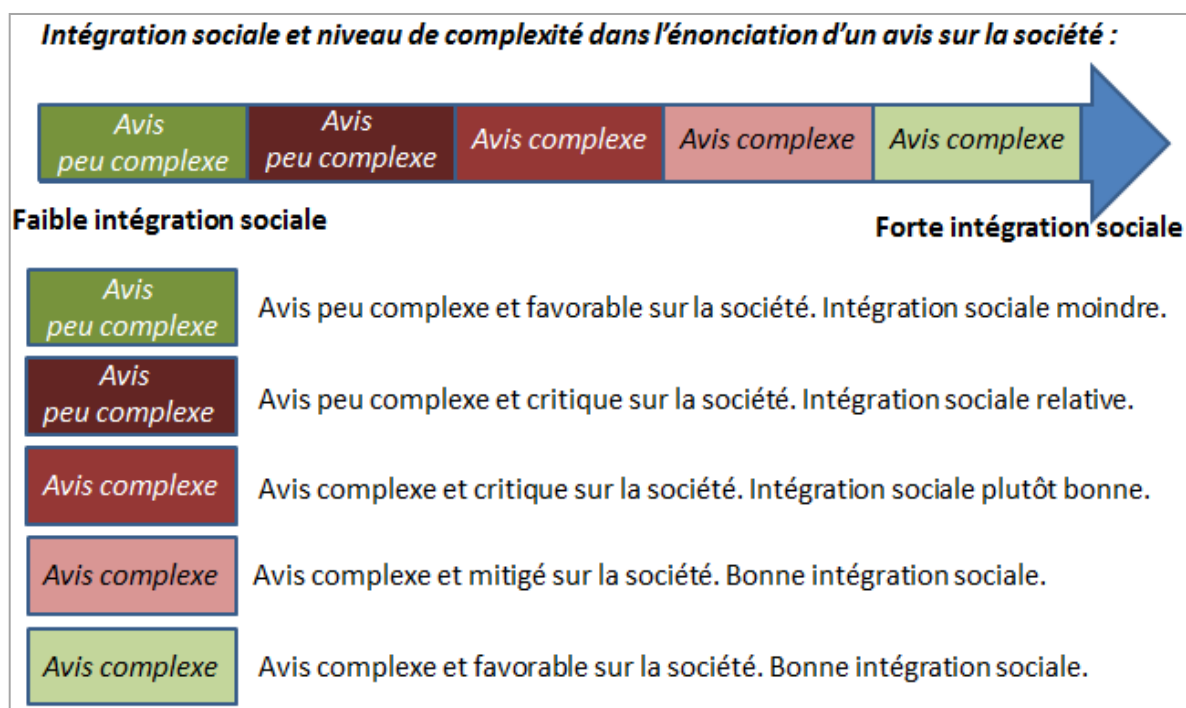 Intégration sociale et niveau de complexité dans l'énonciation d'un avis sur la société :
Avis
peu complexe
Avis
peu complexe
Avis complexe
Avis complexe
Avis complexe
Faible intégration sociale
Forte intégration sociale
Avis
peu complexe
Avis peu complexe et favorable sur la société. Intégration sociale moindre.
Avis
peu complexe
Avis peu complexe et critique sur la société. Intégration sociale relative.
Avis complexe
Avis complexe et critique sur la société. Intégration sociale plutôt bonne.
Avis complexe
Avis complexe et mitigé sur la société. Bonne intégration sociale.
Avis complexe
Avis complexe et favorable sur la société. Bonne intégration sociale.